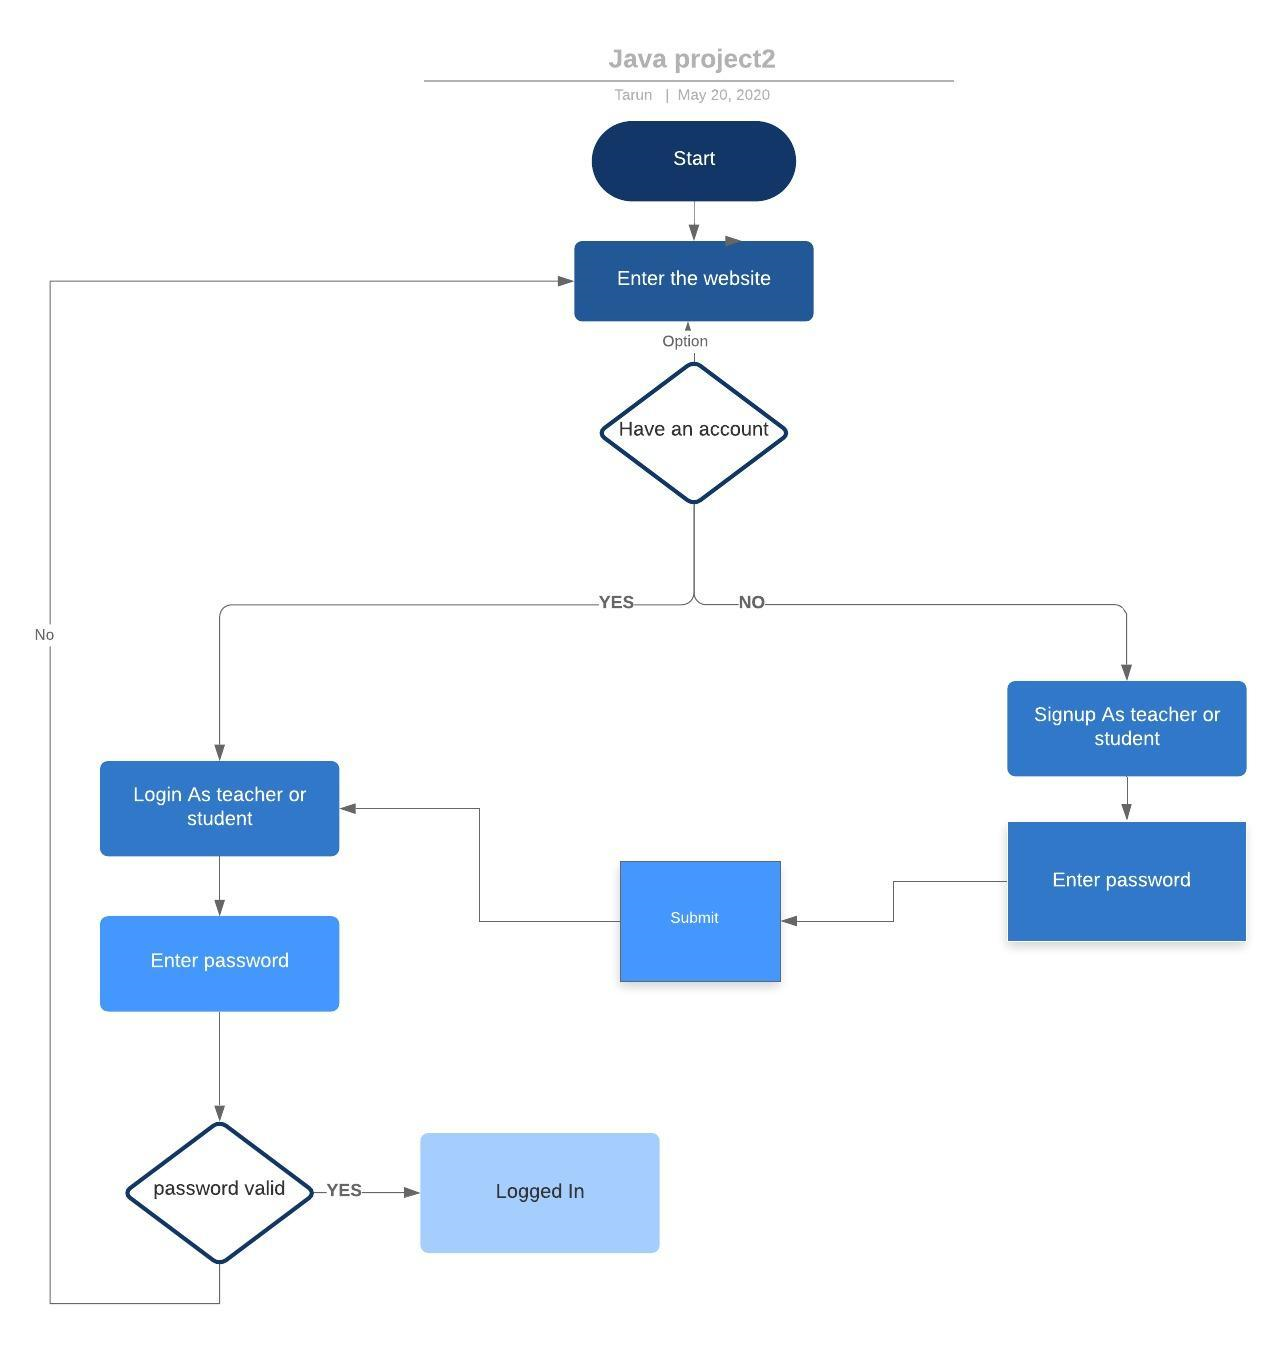 Java project2
Tarun | May 20, 2020
Start
Enter the website
Option
Have an account
YES
NO
No
Signup As teacher or
student
Login As teacher or
student
Enter password
Submit
Enter password
password valid
YES
Logged In